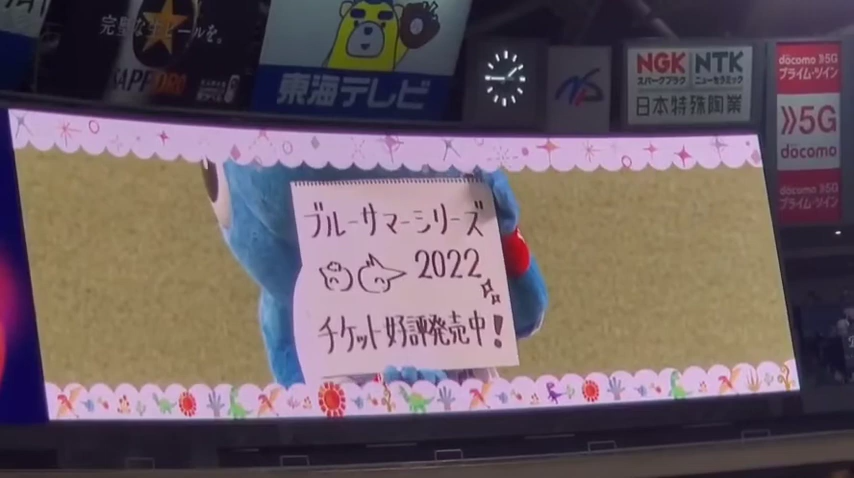 完璧な生ビールを。
SAPPORO
東海テレビ
NGK
スパークプラグ
NTK
ニューセラミック
日本特殊陶業
docomo 5G
プライム・ツイン
5G
docomo
docomo 5G
プライム・ツイン
ブルーサマーシリーズ
2022
チケット好評発売中!